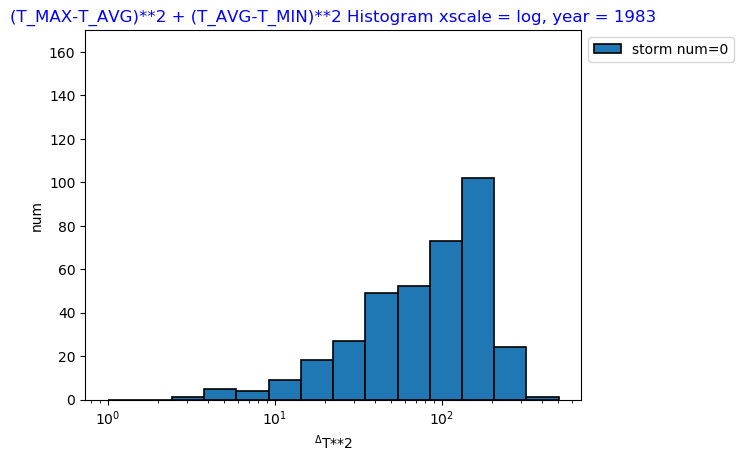 (T_MAX-T_AVG)**2 + (T_AVG-T_MIN)**2 Histogram xscale = log, year = 1983
storm num=0
160
140
120
100
80
60
40
20
0
num
10⁰ 10¹ 10²
ΔT**2